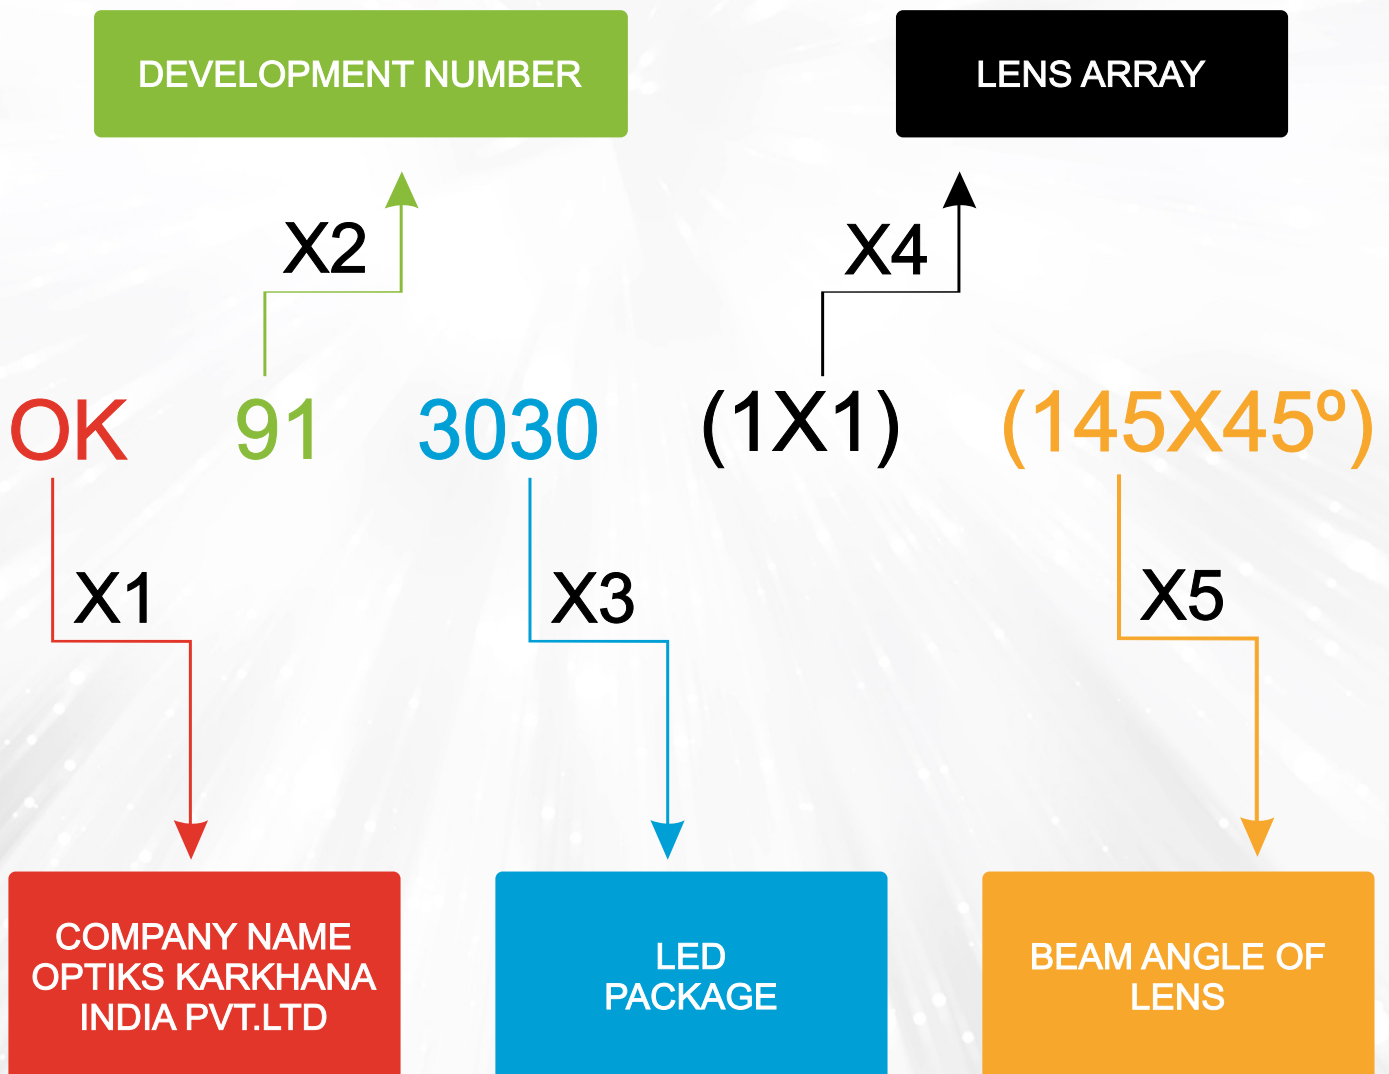 DEVELOPMENT NUMBER
LENS ARRAY
X2
X4
OK 91 3030 (1X1) (145X45º)
X1
X3
X5
COMPANY NAME
OPTIKS KARKHANA
INDIA PVT.LTD
LED
PACKAGE
BEAM ANGLE OF
LENS